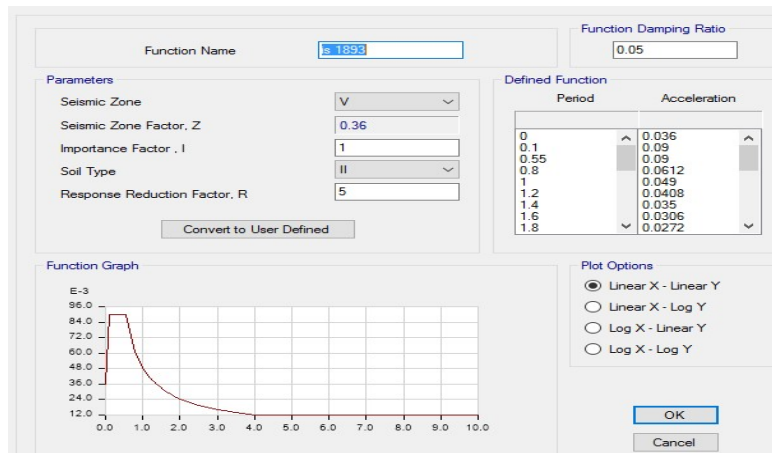 Function Damping Ratio
Function Name
is 1893
0.05
Parameters
Seismic Zone
V
Seismic Zone Factor, Z
0.36
Importance Factor , I
1
Soil Type
II
Response Reduction Factor, R
5
Convert to User Defined
Defined Function
Period Acceleration
0 0.036
0.1 0.09
0.55 0.09
0.8 0.0612
1 0.049
1.2 0.0408
1.4 0.035
1.6 0.0306
1.8 0.0272
Function Graph
E-3
96.0
84.0
72.0
60.0
48.0
36.0
24.0
12.0
0.0 1.0 2.0 3.0 4.0 5.0 6.0 7.0 8.0 9.0 10.0
Plot Options
Linear X - Linear Y
Linear X - Log Y
Log X - Linear Y
Log X - Log Y
OK
Cancel